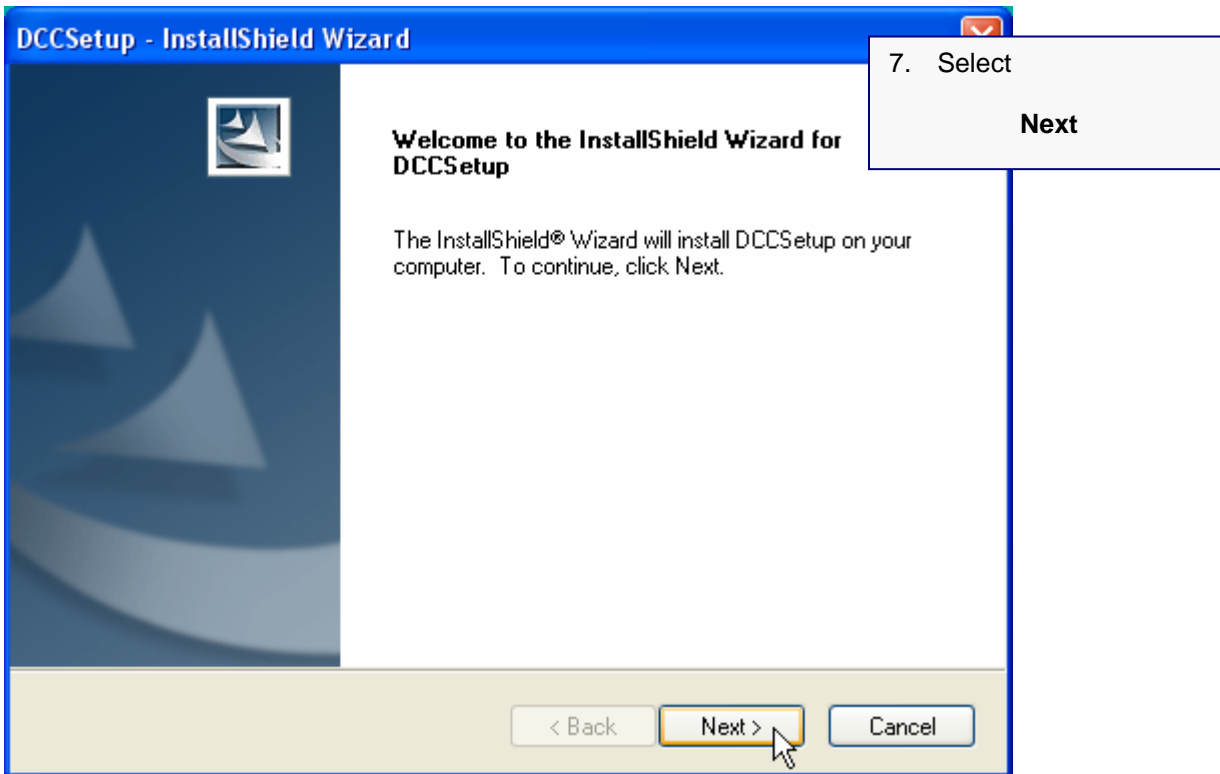 DCCSetup - InstallShield Wizard
7. Select
Next
Welcome to the InstallShield Wizard for
DCCSetup
The InstallShield® Wizard will install DCCSetup on your
computer. To continue, click Next.
< Back
Next >
Cancel